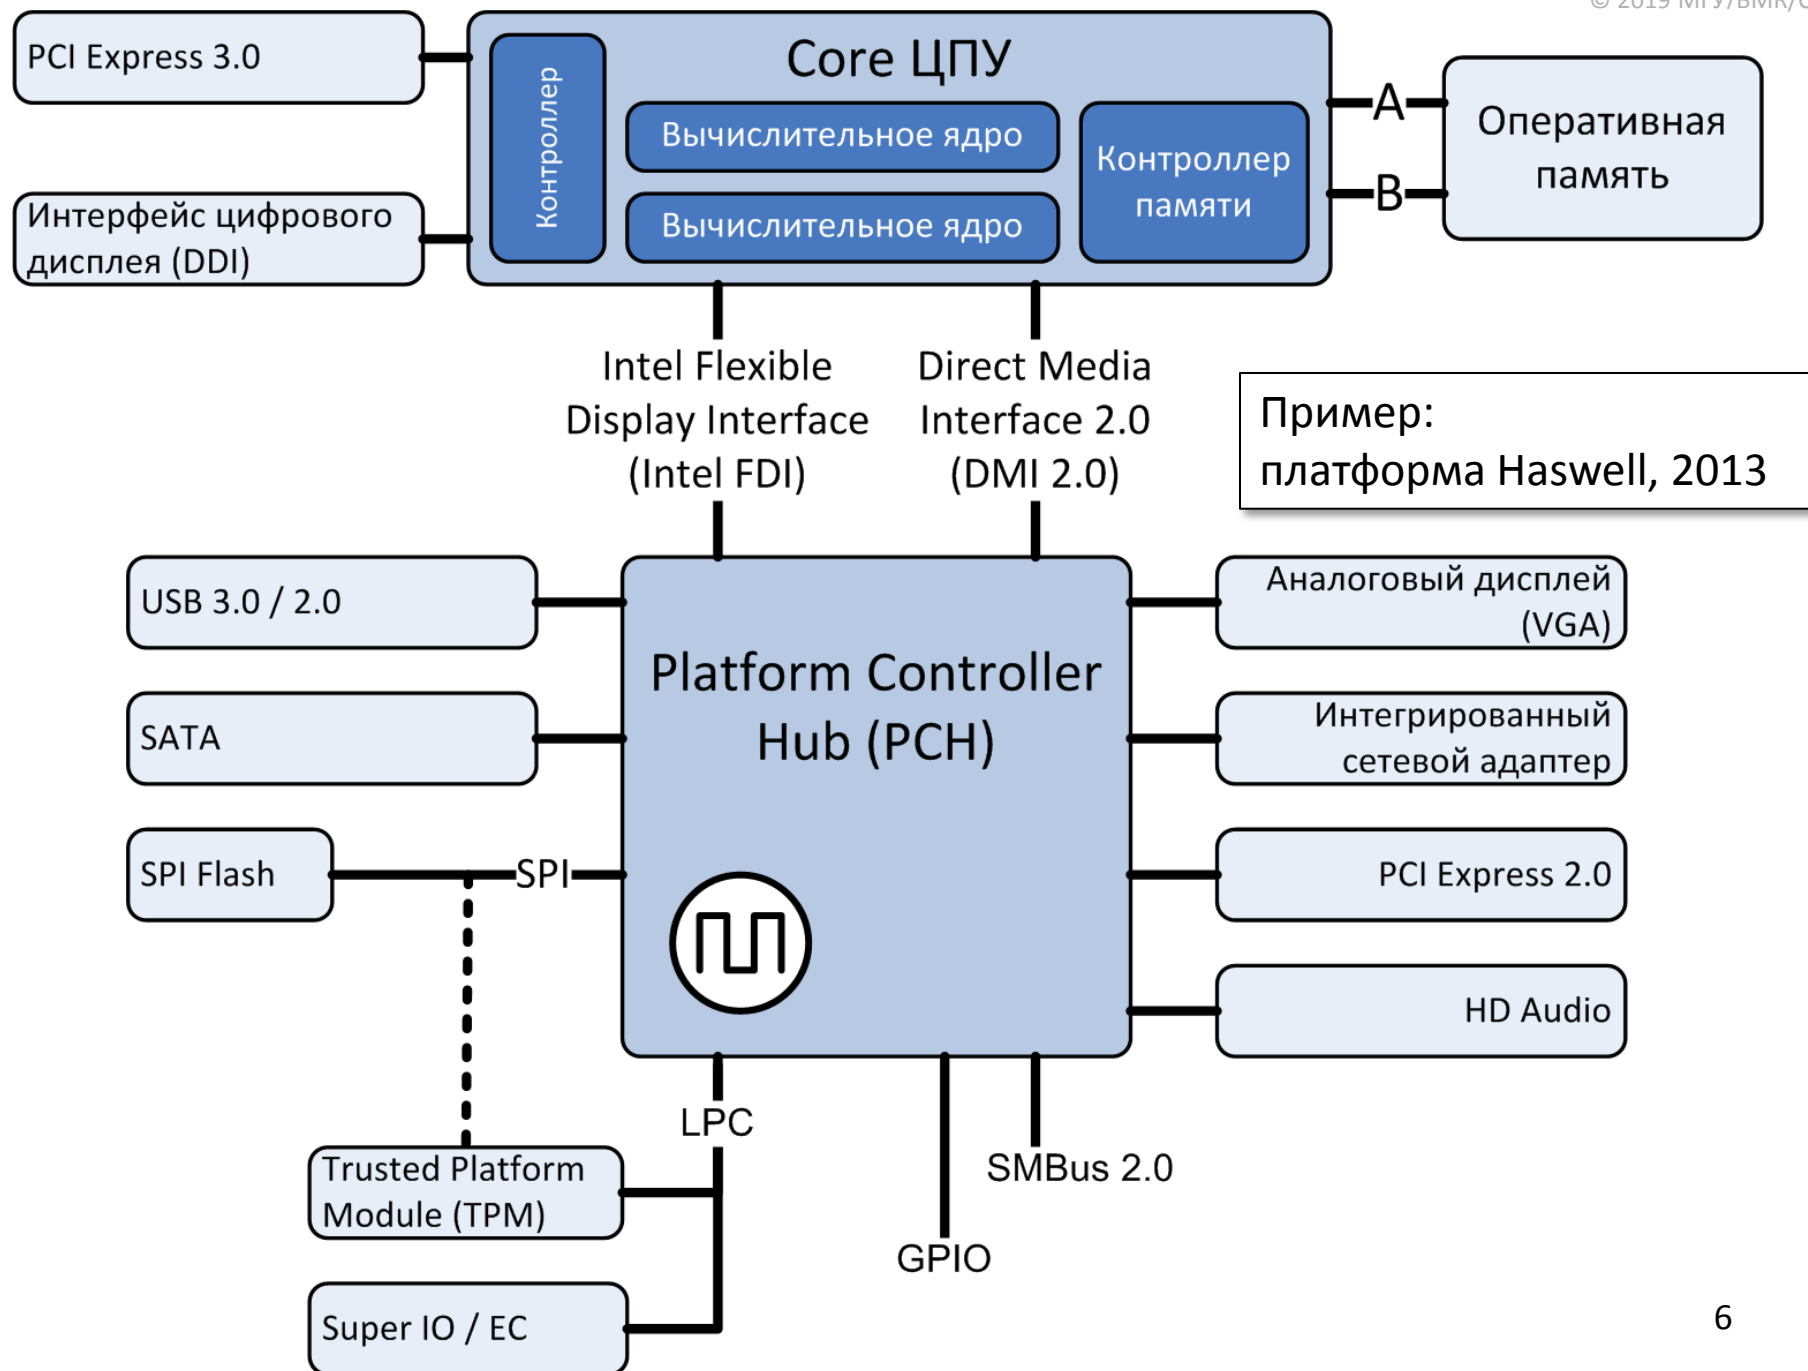 © 2019 МГУ/ВМК/С
PCI Express 3.0
Интерфейс цифрового
дисплея (DDI)
Core ЦПУ
Контроллер
Вычислительное ядро
Вычислительное ядро
Контроллер
памяти
A
B
Оперативная
память
Intel Flexible
Display Interface
(Intel FDI)
Direct Media
Interface 2.0
(DMI 2.0)
Пример:
платформа Haswell, 2013
USB 3.0 / 2.0
SATA
SPI Flash
SPI
Platform Controller
Hub (PCH)
Аналоговый дисплей
(VGA)
Интегрированный
сетевой адаптер
PCI Express 2.0
HD Audio
LPC
Trusted Platform
Module (TPM)
Super IO / EC
SMBus 2.0
GPIO
6